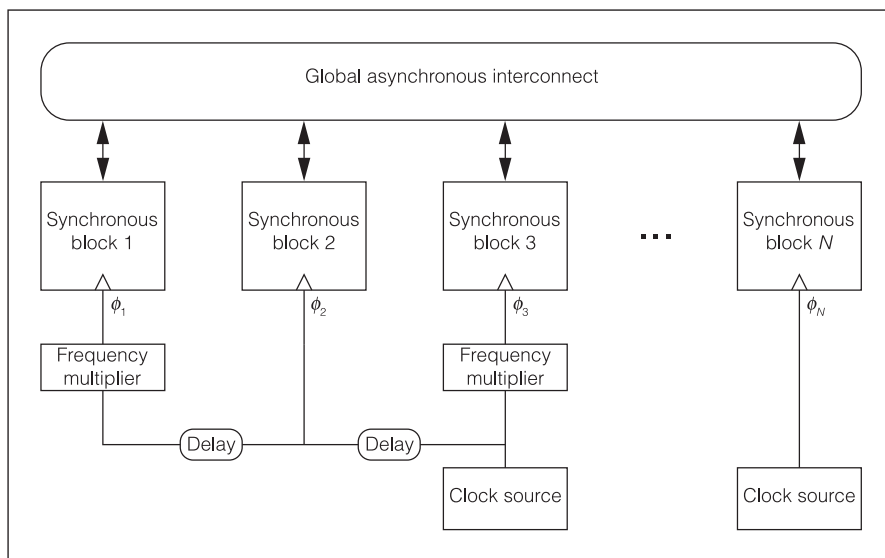 Global asynchronous interconnect
Synchronous
block 1
Synchronous
block 2
Synchronous
block 3
...
Synchronous
block N
ϕ1
ϕ2
ϕ3
ϕN
Frequency
multiplier
Frequency
multiplier
Delay
Delay
Clock source
Clock source